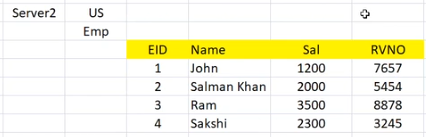 Server2 US
Emp
EID Name Sal RVNO
1 John 1200 7657
2 Salman Khan 2000 5454
3 Ram 3500 8878
4 Sakshi 2300 3245